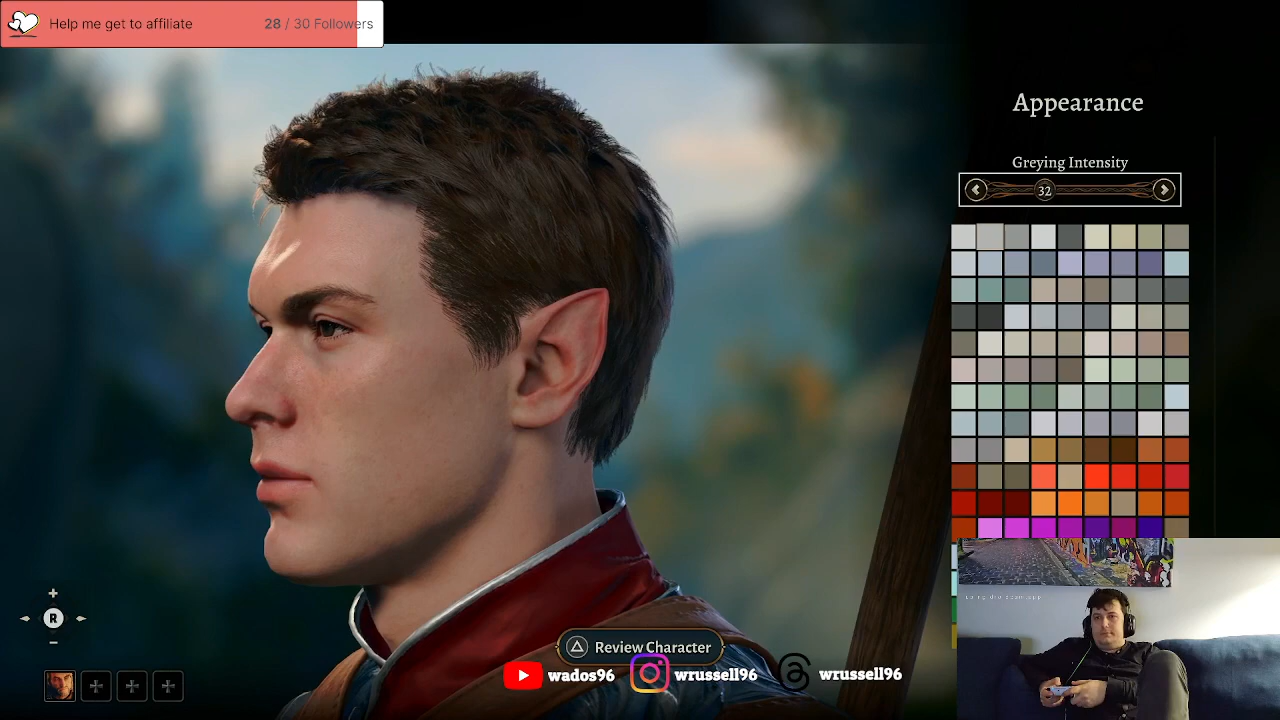 Help me get to affiliate 28 / 30 Followers
Appearance
Greying Intensity
32
R
Review Character
wados96 wrussell96 wrussell96